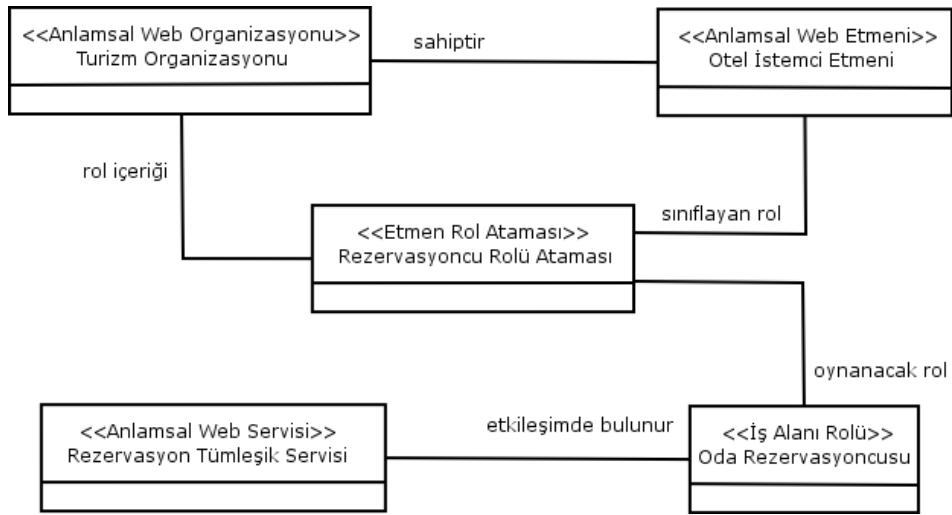 <<Anlamsal Web Organizasyonu>>
Turizm Organizasyonu
sahiptir
<<Anlamsal Web Etmeni>>
Otel İstemci Etmeni
rol içeriği
sınıflayan rol
<<Etmen Rol Ataması>>
Rezervasyoncu Rolü Ataması
oynanacak rol
<<Anlamsal Web Servisi>>
Rezervasyon Tümleşik Servisi
etkileşimde bulunur
<<İş Alanı Rolü>>
Oda Rezervasyoncusu